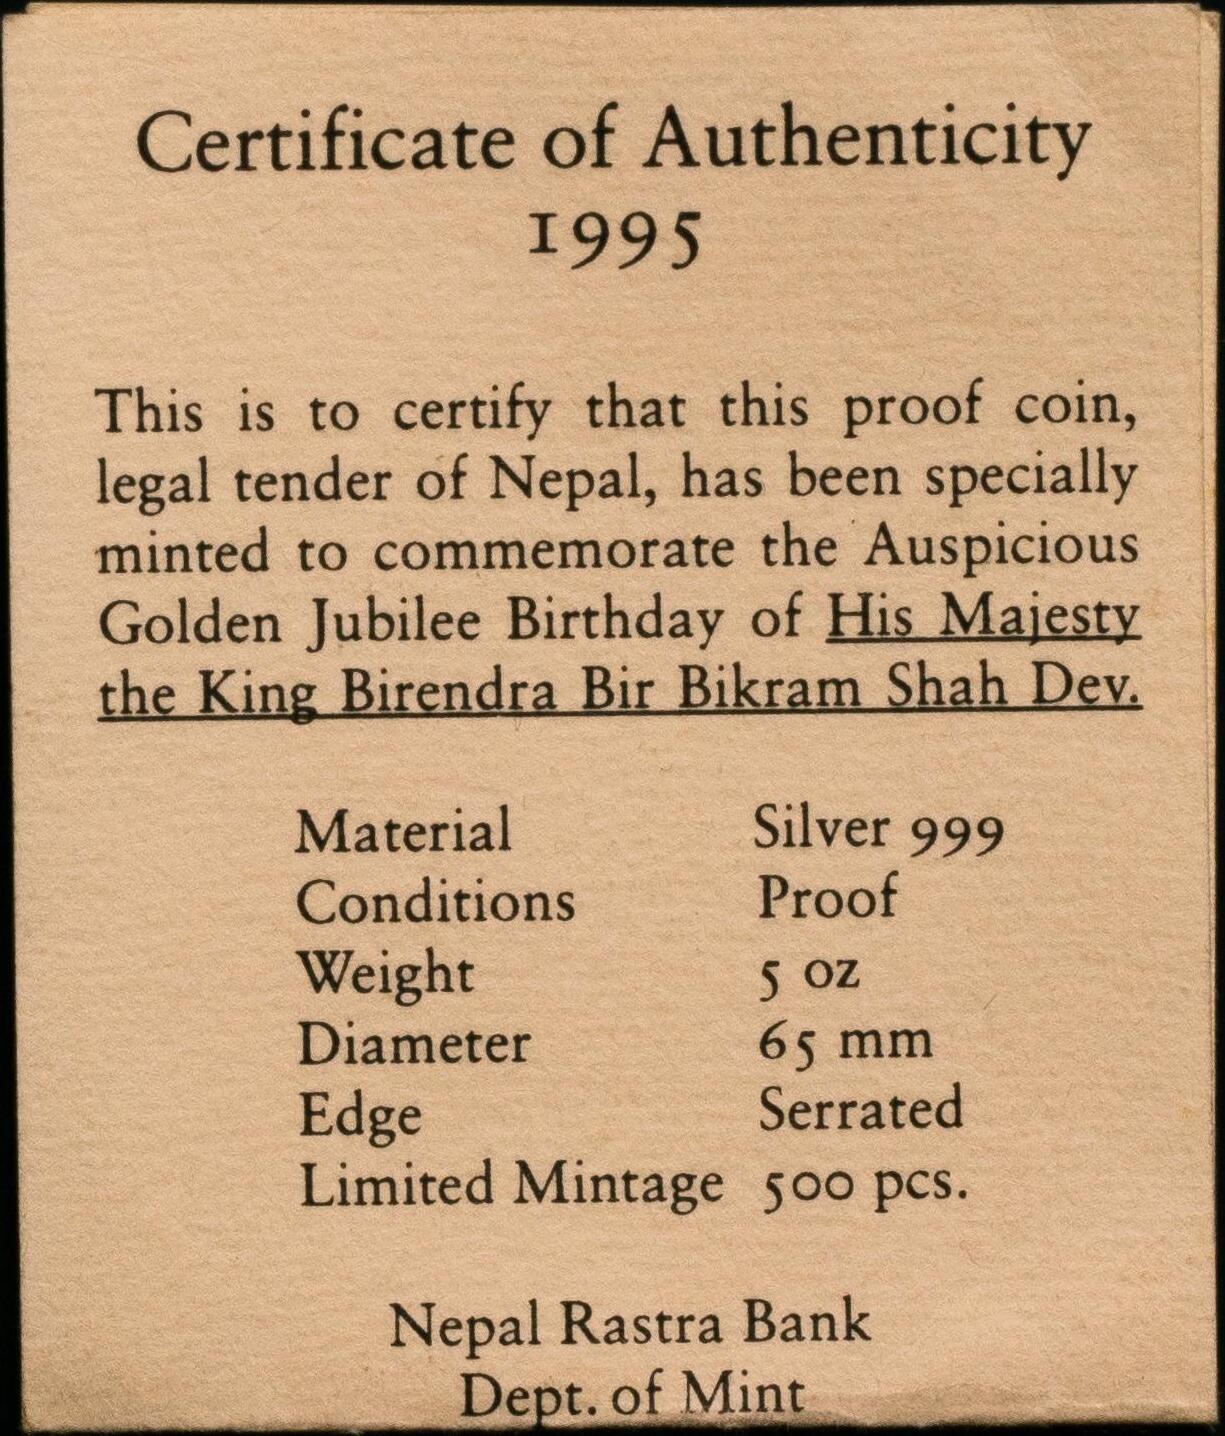 Certificate of Authenticity
1995
This is to certify that this proof coin,
legal tender of Nepal, has been specially
minted to commemorate the Auspicious
Golden Jubilee Birthday of His Majesty
the King Birendra Bir Bikram Shah Dev.
Material Silver 999
Conditions Proof
Weight 5 oz
Diameter 65 mm
Edge Serrated
Limited Mintage 500 pcs.
Nepal Rastra Bank
Dept. of Mint